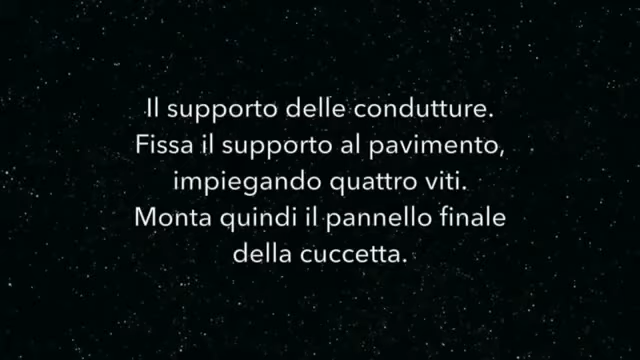 Il supporto delle condutture.
Fissa il supporto al pavimento,
impiegando quattro viti.
Monta quindi il pannello finale
della cuccetta.